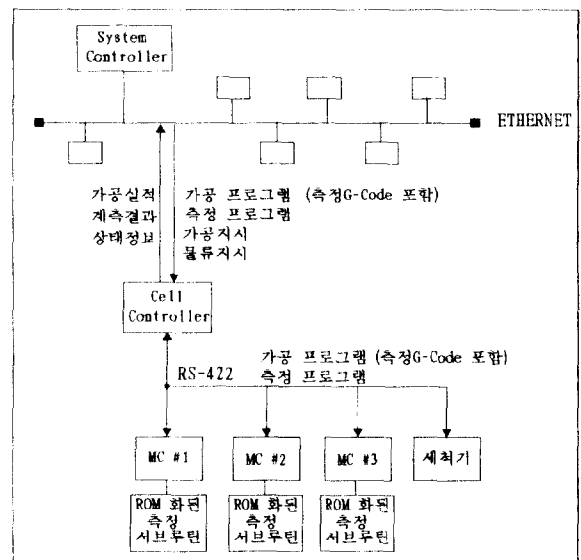 System
Controller
ETHERNET
가공실적
계측결과
상태정보
가공 프로그램 (측정G-Code 포함)
측정 프로그램
가공지시
물류지시
Cell
Controller
RS-422
가공 프로그램 (측정G-Code 포함)
측정 프로그램
MC #1
MC #2
MC #3
세척기
ROM 화된
측정
서브루틴
ROM 화된
측정
서브루틴
ROM 화된
측정
서브루틴